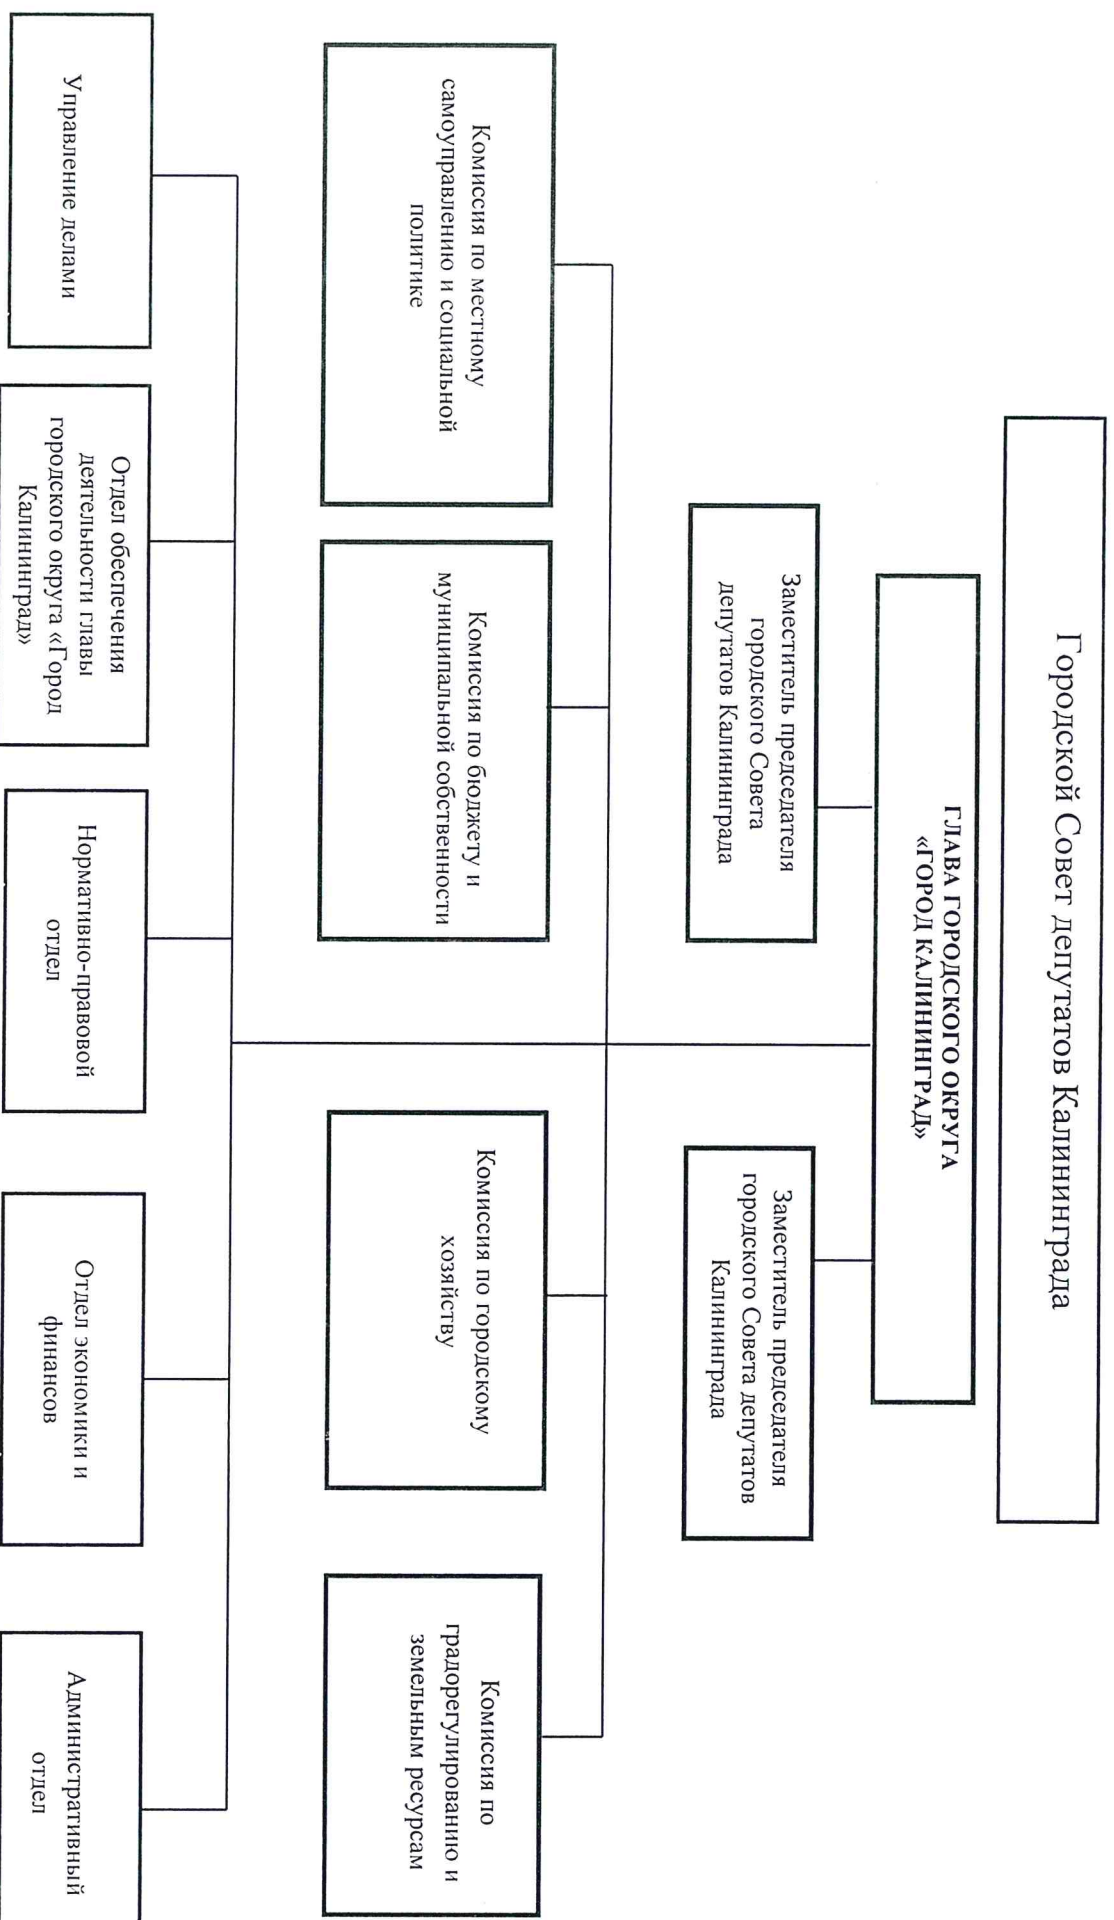 Городской Совет депутатов Калининграда
ГЛАВА ГОРОДСКОГО ОКРУГА
«ГОРОД КАЛИНИНГРАД»
Заместитель председателя
городского Совета
депутатов Калининграда
Заместитель председателя
городского Совета депутатов
Калининграда
Комиссия по местному
самоуправлению и социальной
политике
Комиссия по бюджету и
муниципальной собственности
Комиссия по городскому
хозяйству
Комиссия по
градорегулированию и
земельным ресурсам
Управление делами
Отдел обеспечения
деятельности главы
городского округа «Город
Калининград»
Нормативно-правовой
отдел
Отдел экономики и
финансов
Административный
отдел